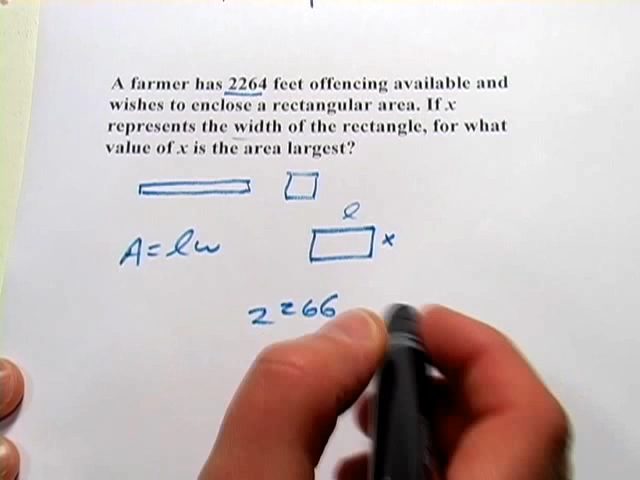 A farmer has 2264 feet offencing available and
wishes to enclose a rectangular area. If x
represents the width of the rectangle, for what
value of x is the area largest?
l
A = lw
x
2266